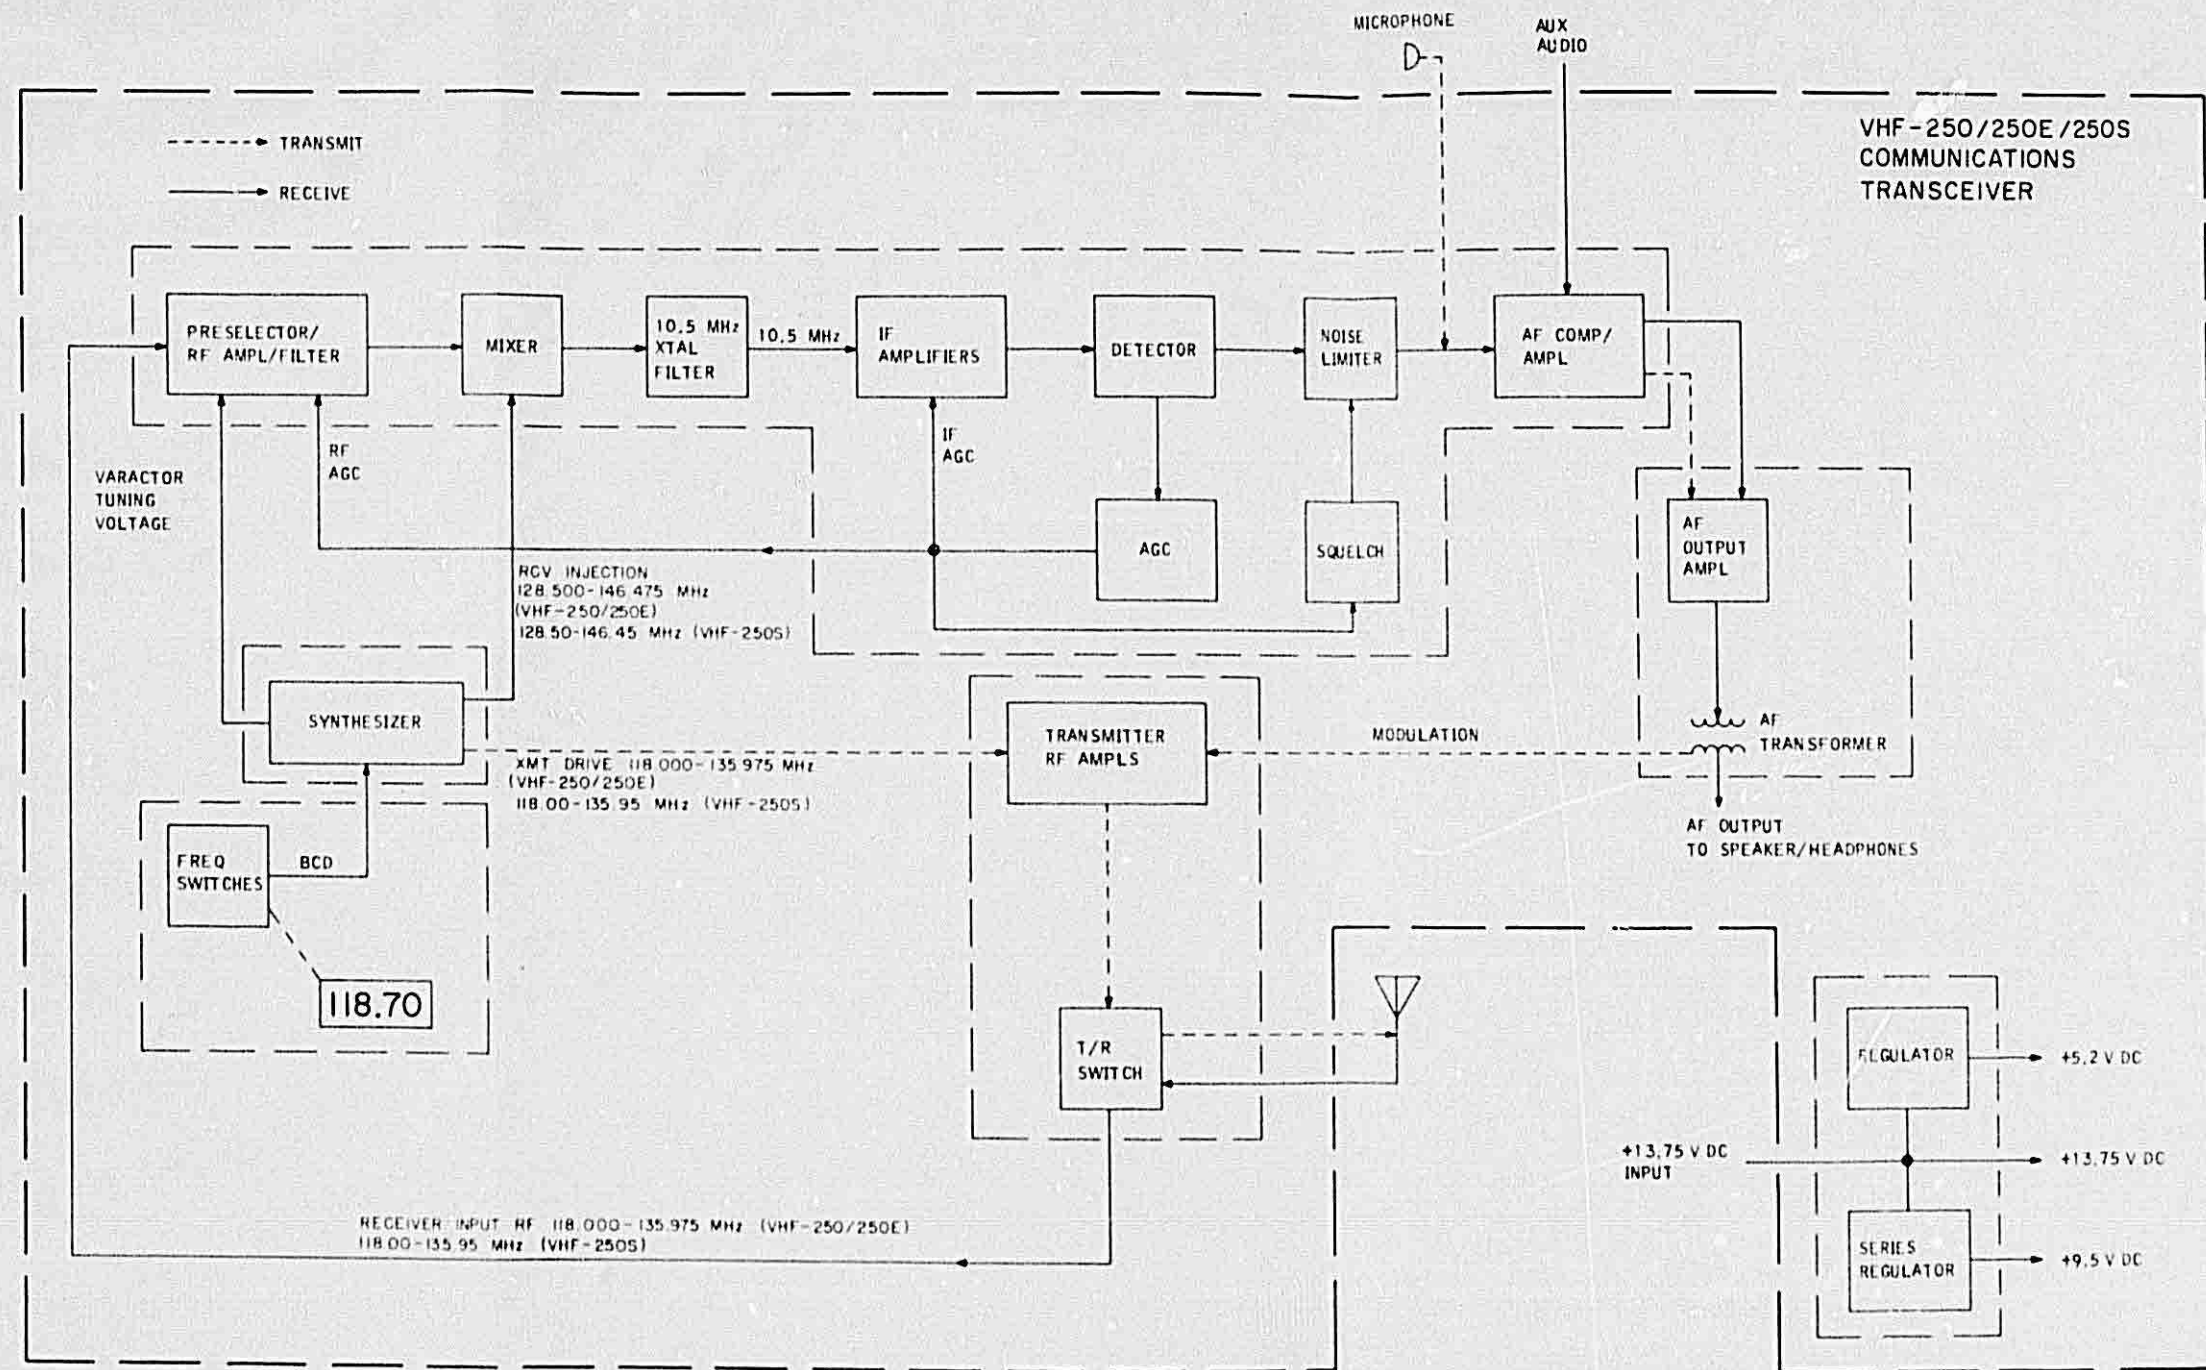 MICROPHONE
AUX
AUDIO
VHF-250/250E/250S
COMMUNICATIONS
TRANSCEIVER
TRANSMIT
RECEIVE
PRESELECTOR/
RF AMPL/FILTER
MIXER
10.5 MHz
XTAL
FILTER
10.5 MHz
IF
AMPLIFIERS
DETECTOR
NOISE
LIMITER
AF COMP/
AMPL
VARACTOR
TUNING
VOLTAGE
RF
AGC
IF
AGC
AGC
SQUELCH
AF
OUTPUT
AMPL
RCV INJECTION
128.500-146.475 MHz
(VHF-250/250E)
128.50-146.45 MHz (VHF-250S)
SYNTHESIZER
TRANSMITTER
RF AMPLS
MODULATION
AF
TRANSFORMER
XMT DRIVE 118.000-135.975 MHz
(VHF-250/250E)
118.00-135.95 MHz (VHF-250S)
AF OUTPUT
TO SPEAKER/HEADPHONES
FREQ
SWITCHES
BCD
118.70
T/R
SWITCH
REGULATOR
+5.2 V DC
+13.75 V DC
INPUT
+13.75 V DC
SERIES
REGULATOR
+9.5 V DC
RECEIVER INPUT RF 118.000-135.975 MHz (VHF-250/250E)
118.00-135.95 MHz (VHF-250S)